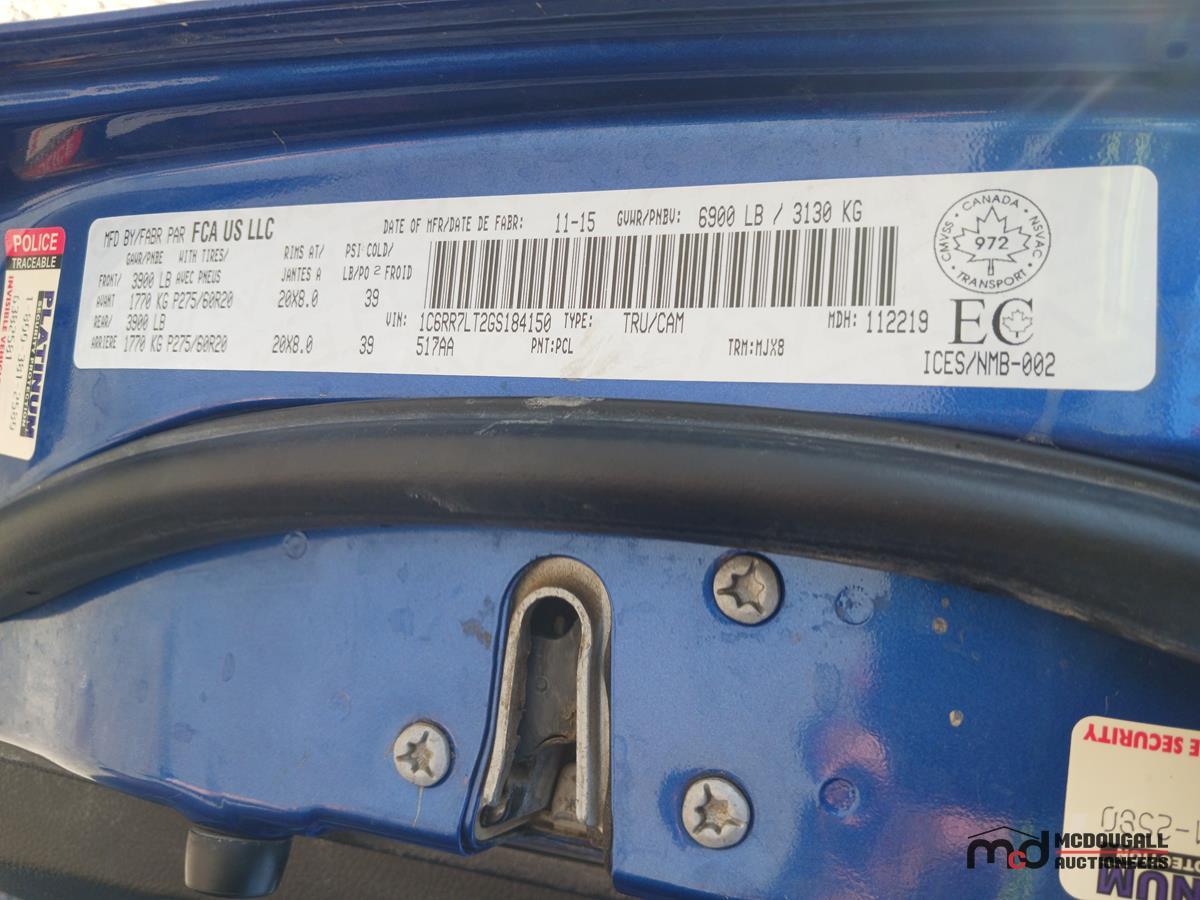 MFD BY/FABR PAR FCA US LLC
DATE OF MFR/DATE DE FABR: 11-15 GVWR/PNBV: 6900 LB / 3130 KG
GAWR/PNBE WITH TIRES/ RIMS AT/ PSI COLD/
FRONT/ 3900 LB AVEC PNEUS JANTES A LB/PO 2 FROID
AVANT 1770 KG P275/60R20 20X8.0 39
REAR/ 3900 LB
ARRIERE 1770 KG P275/60R20 20X8.0 39
VIN: 1C6RR7LT2GS184150 TYPE: TRU/CAM MDH: 112219
517AA PNT:PCL TRM:MJX8
CMVSS • CANADA • NSVAC • TRANSPORT •
972
EC
ICES/NMB-002
POLICE
TRACEABLE
PLATINUM
SECURITY PROTECTION
INVISIBLE
E SECURITY
mcd MCDOUGALL
AUCTIONEERS